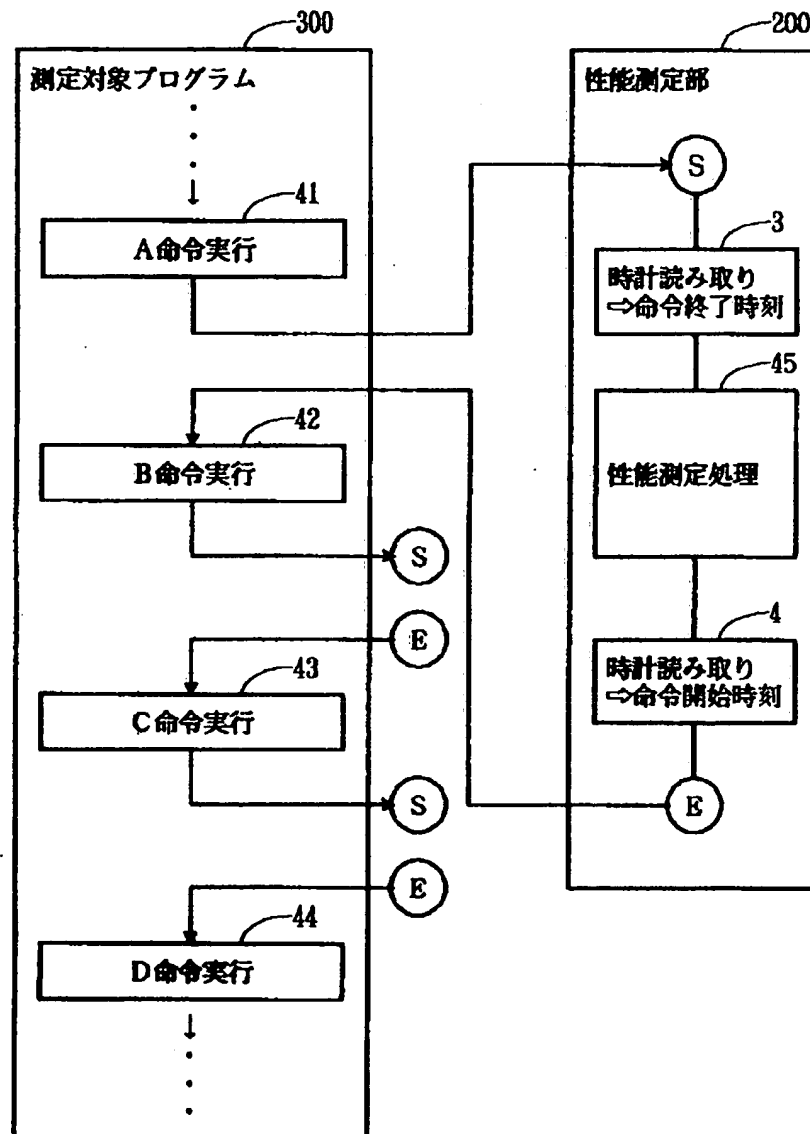 300
測定対象プログラム
41
A命令実行
42
B命令実行
S
E
43
C命令実行
S
E
44
D命令実行
200
性能測定部
S
3
時計読み取り
⇨命令終了時刻
45
性能測定処理
4
時計読み取り
⇨命令開始時刻
E